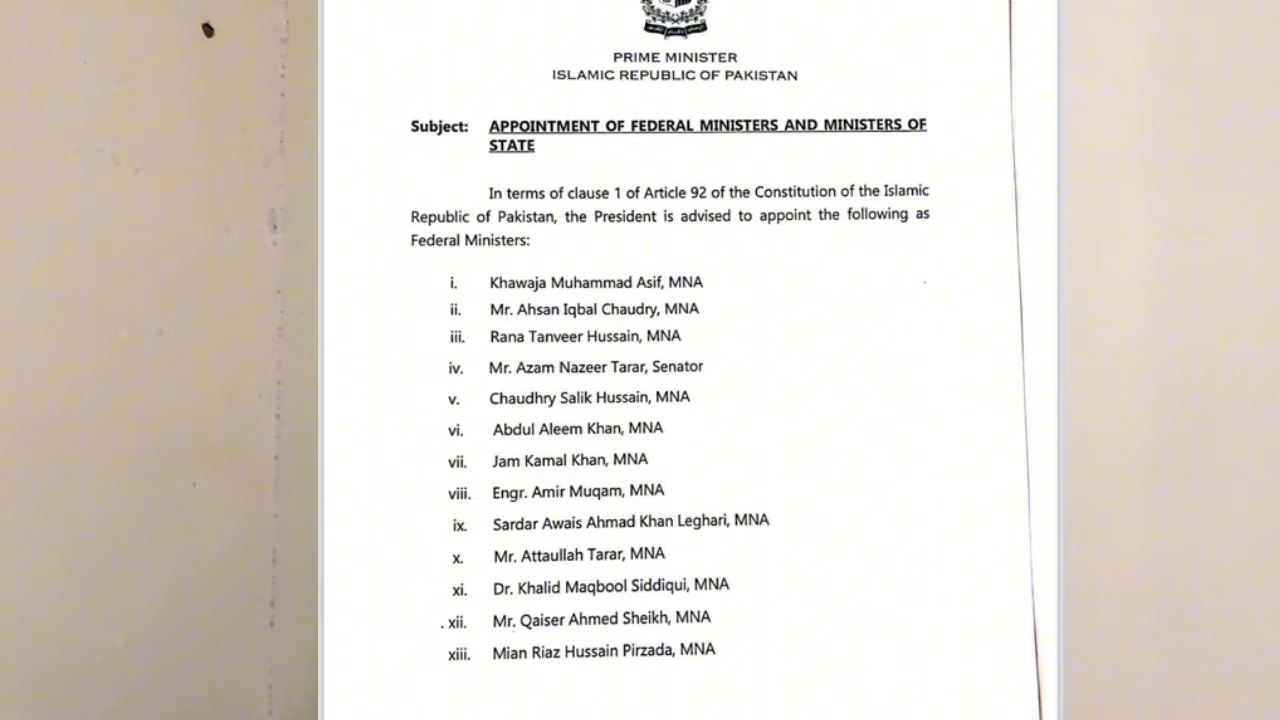 PRIME MINISTER
ISLAMIC REPUBLIC OF PAKISTAN
Subject: APPOINTMENT OF FEDERAL MINISTERS AND MINISTERS OF
STATE
In terms of clause 1 of Article 92 of the Constitution of the Islamic
Republic of Pakistan, the President is advised to appoint the following as
Federal Ministers:
i. Khawaja Muhammad Asif, MNA
ii. Mr. Ahsan Iqbal Chaudry, MNA
iii. Rana Tanveer Hussain, MNA
iv. Mr. Azam Nazeer Tarar, Senator
v. Chaudhry Salik Hussain, MNA
vi. Abdul Aleem Khan, MNA
vii. Jam Kamal Khan, MNA
viii. Engr. Amir Muqam, MNA
ix. Sardar Awais Ahmad Khan Leghari, MNA
x. Mr. Attaullah Tarar, MNA
xi. Dr. Khalid Maqbool Siddiqui, MNA
xii. Mr. Qaiser Ahmed Sheikh, MNA
xiii. Mian Riaz Hussain Pirzada, MNA